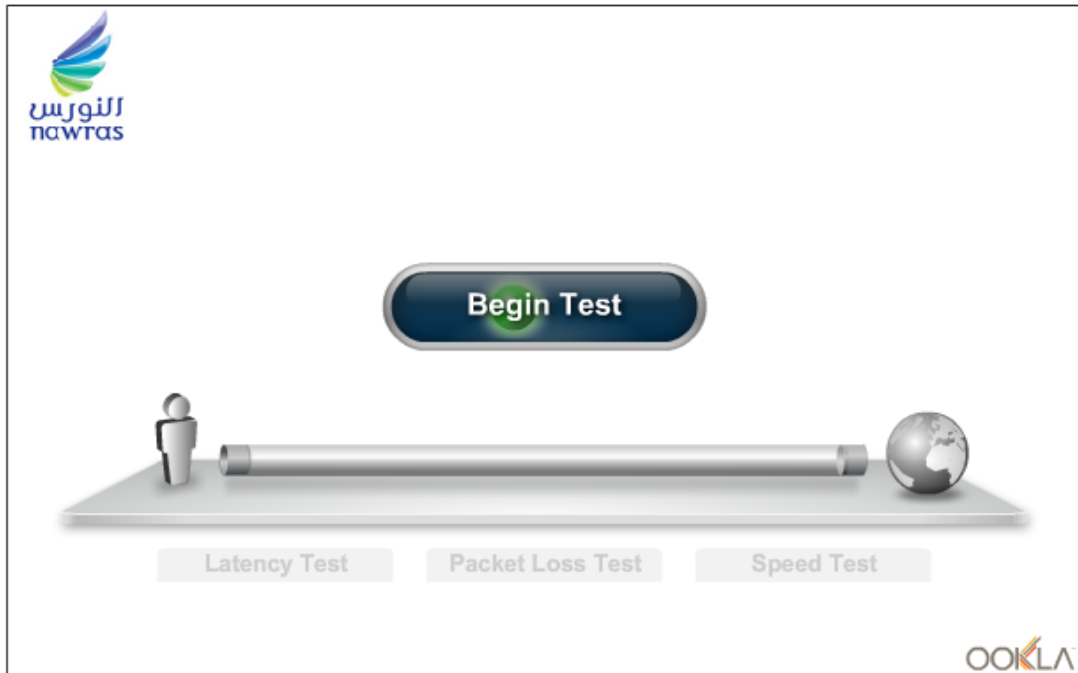 النورس
nawras
Begin Test
Latency Test
Packet Loss Test
Speed Test
OOKLA